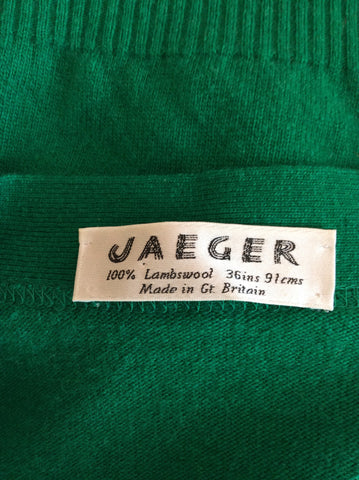 JAEGER
100% Lambswool 36ins 91cms
Made in Gt. Britain